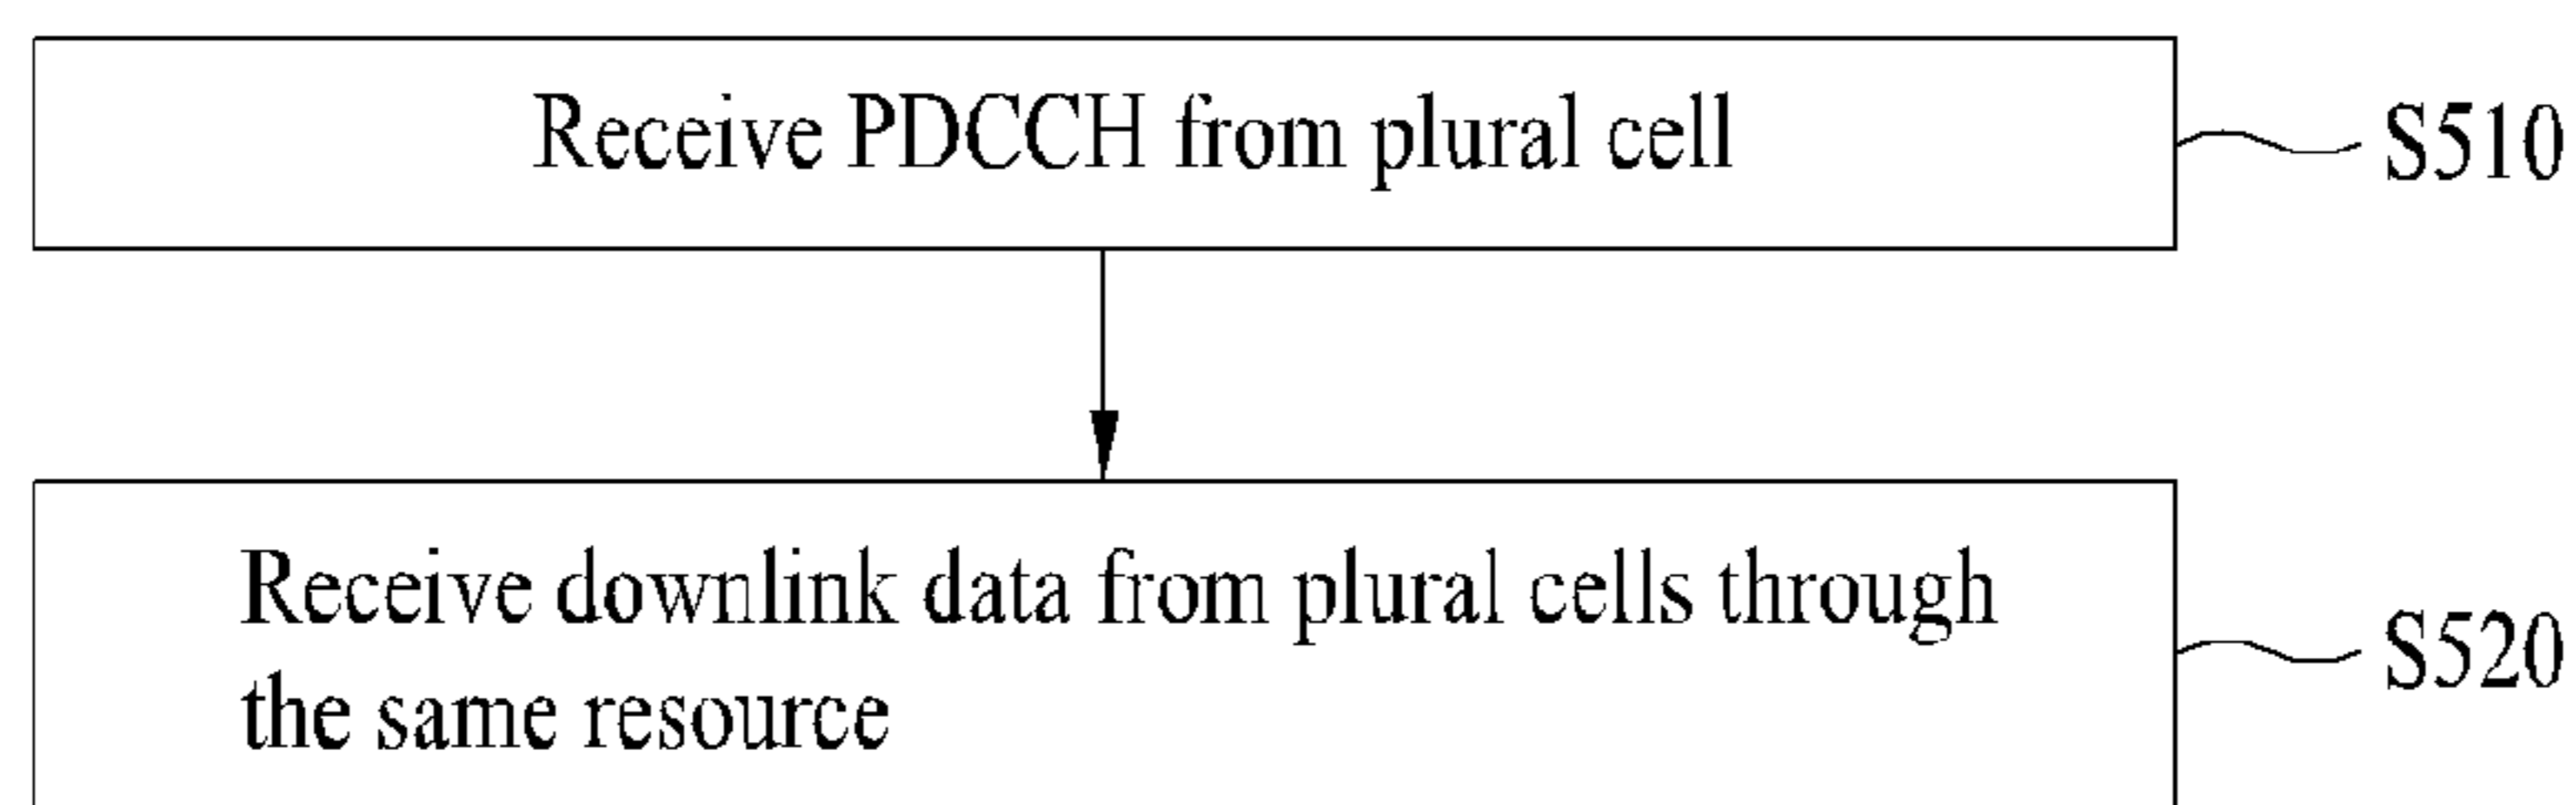 Receive PDCCH from plural cell
S510
Receive downlink data from plural cells through
the same resource
S520